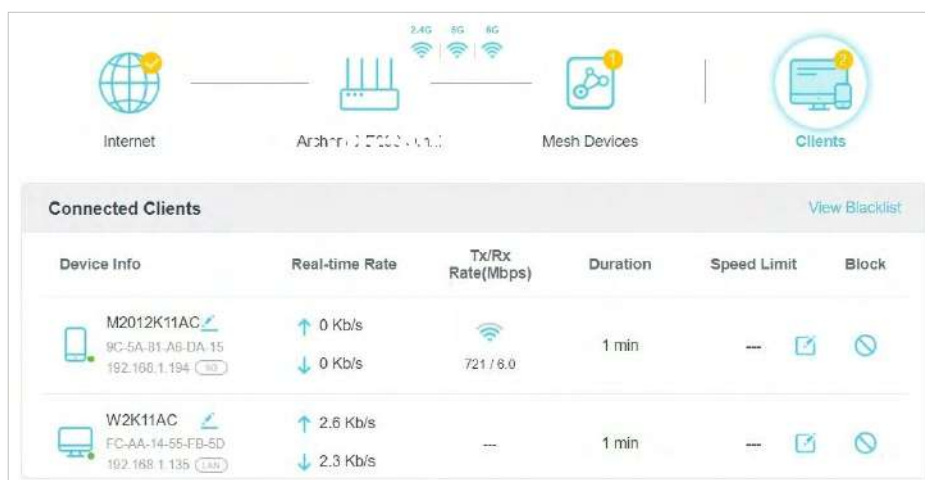 2.4G 5G 6G
1
2
Internet
Mesh Devices
Clients
Connected Clients
View Blacklist
Device Info
Real-time Rate
Tx/Rx
Rate(Mbps)
Duration
Speed Limit
Block
M2012K11AC
9C-5A-81-A6-DA-15
192.168.1.194
0 Kb/s
0 Kb/s
721 / 6.0
1 min
---
W2K11AC
FC-AA-14-55-FB-5D
192.168.1.135 LAN
2.6 Kb/s
2.3 Kb/s
---
1 min
---